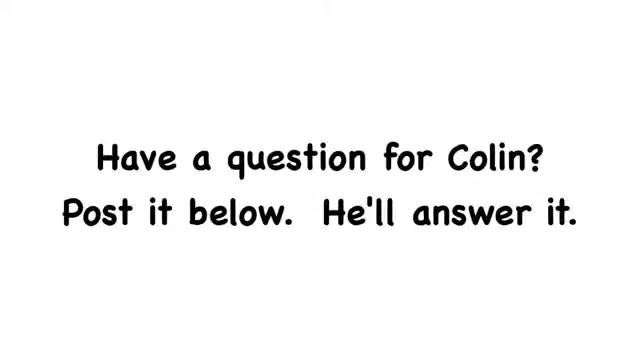 Have a question for Colin?
Post it below.  He'll answer it.